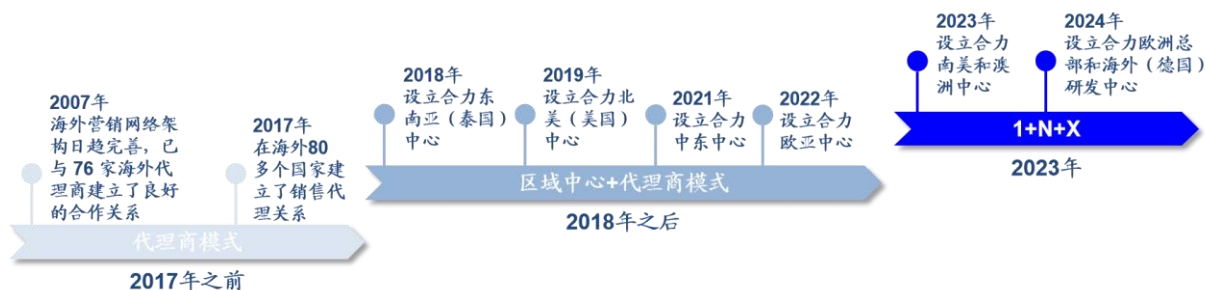 2007年
海外营销网络架
构日趋完善，已
与 76 家海外代
理商建立了良好
的合作关系
2017年
在海外80
多个国家建
立了销售代
理关系
代理商模式
2017年之前
2018年
设立合力东
南亚（泰国）
中心
2019年
设立合力北
美（美国）
中心
2021年
设立合力
中东中心
2022年
设立合力
欧亚中心
区域中心+代理商模式
2018年之后
2023年
设立合力
南美和澳
洲中心
2024年
设立合力欧洲总
部和海外（德国）
研发中心
1+N+X
2023年